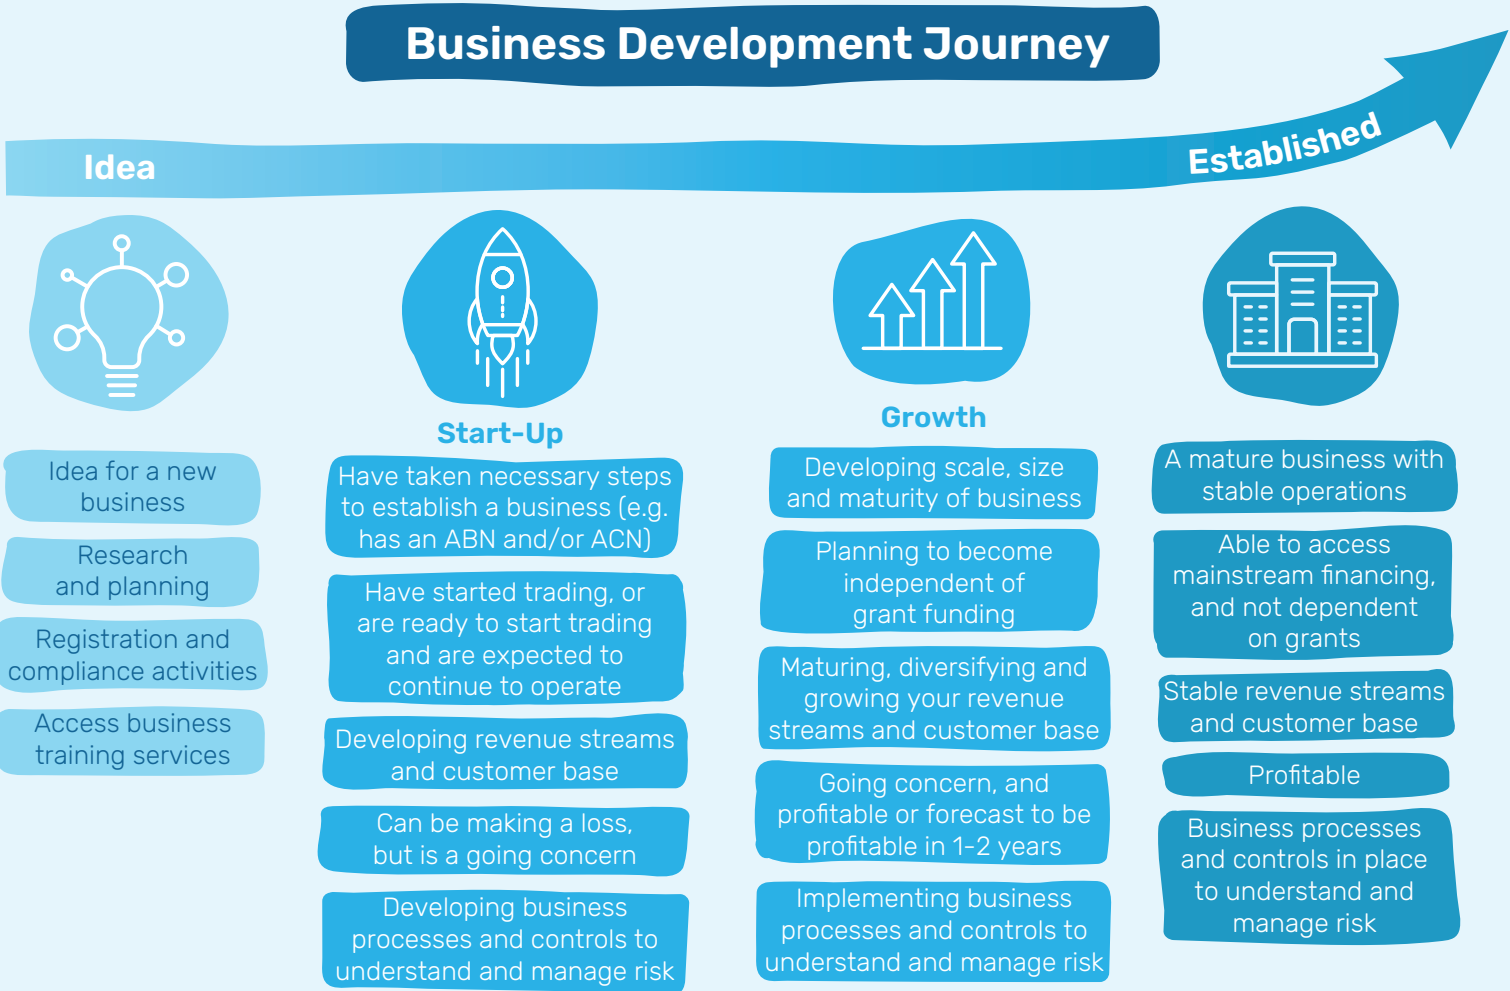 Business Development Journey
Idea
Established
Idea for a new
business
Research
and planning
Registration and
compliance activities
Access business
training services
Start-Up
Have taken necessary steps
to establish a business (e.g.
has an ABN and/or ACN)
Have started trading, or
are ready to start trading
and are expected to
continue to operate
Developing revenue streams
and customer base
Can be making a loss,
but is a going concern
Developing business
processes and controls to
understand and manage risk
Growth
Developing scale, size
and maturity of business
Planning to become
independent of
grant funding
Maturing, diversifying and
growing your revenue
streams and customer base
Going concern, and
profitable or forecast to be
profitable in 1-2 years
Implementing business
processes and controls to
understand and manage risk
A mature business with
stable operations
Able to access
mainstream financing,
and not dependent
on grants
Stable revenue streams
and customer base
Profitable
Business processes
and controls in place
to understand and
manage risk